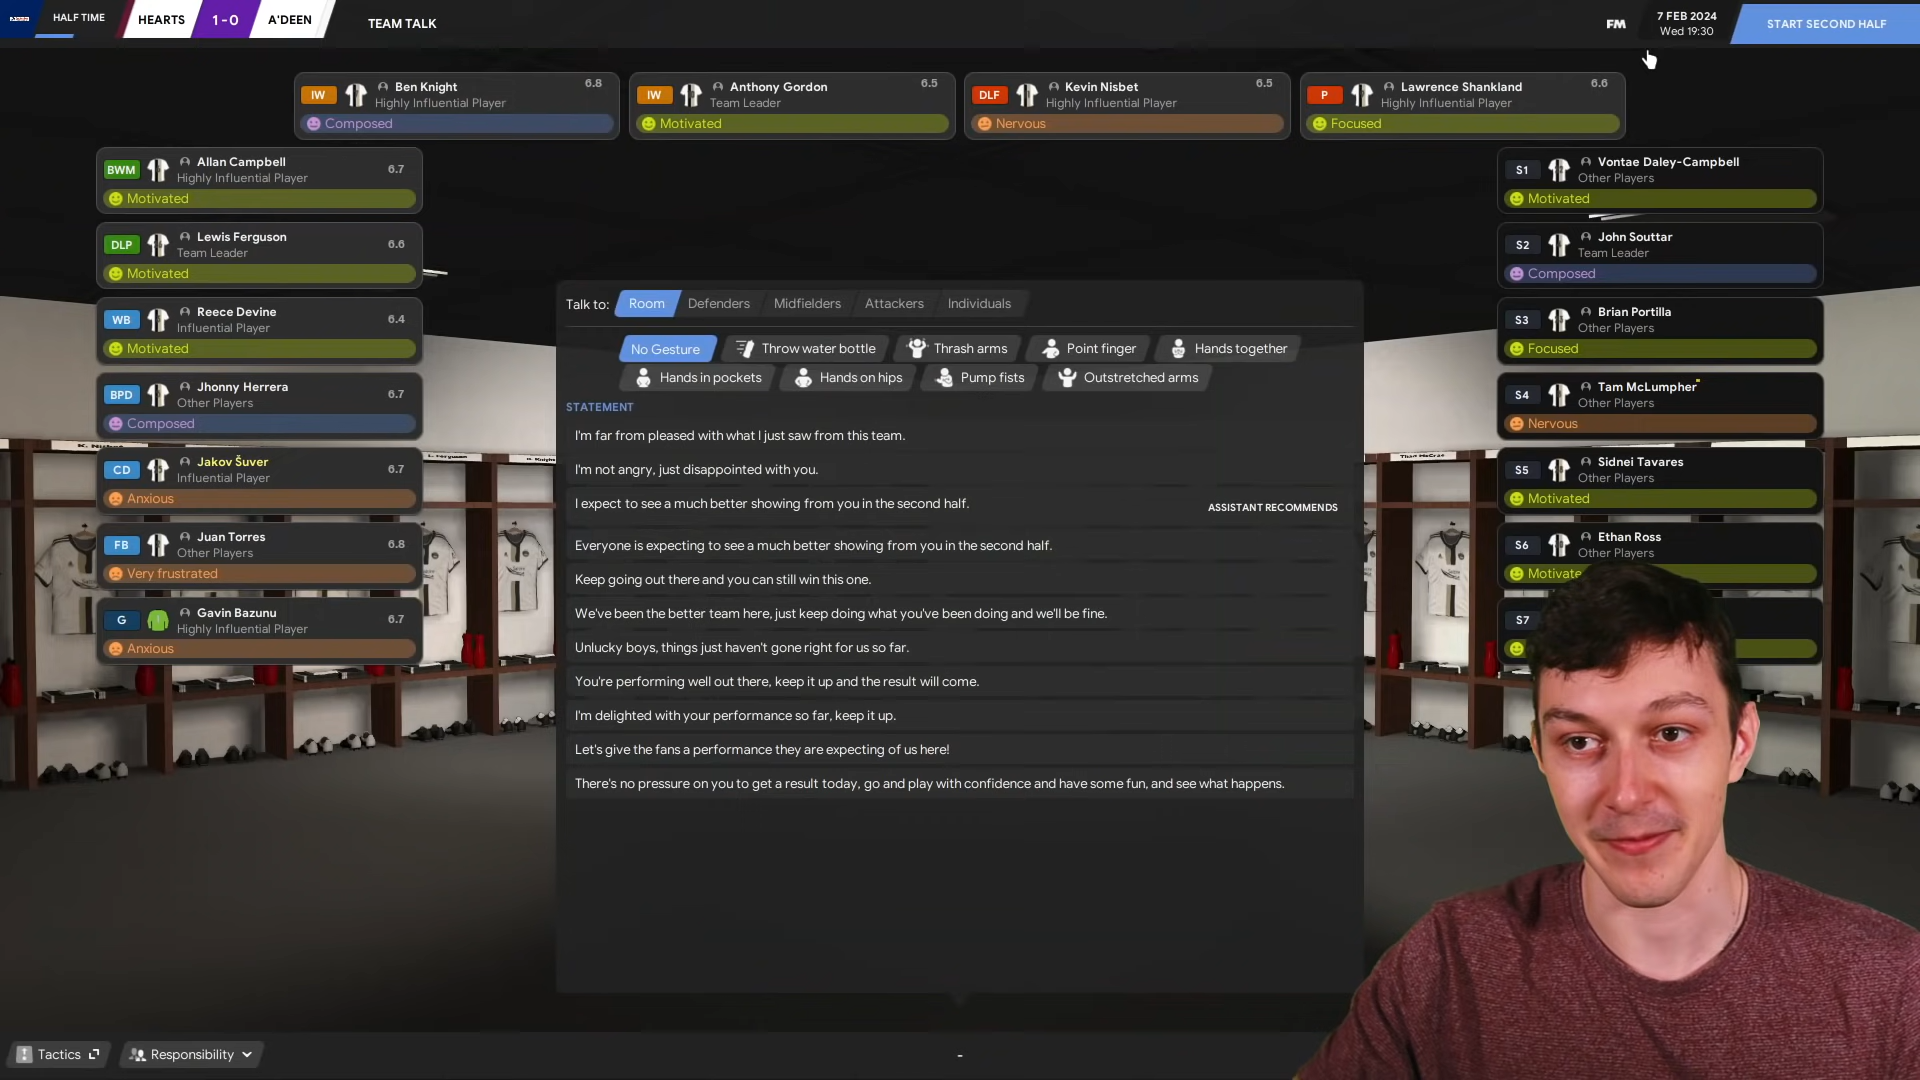 HALF TIME
HEARTS
1 - 0
A'DEEN
TEAM TALK
FM
7 FEB 2024
Wed 19:30
START SECOND HALF
IW
Ben Knight
6.8
Highly Influential Player
Composed
IW
Anthony Gordon
6.5
Team Leader
Motivated
DLF
Kevin Nisbet
6.5
Highly Influential Player
Nervous
P
Lawrence Shankland
6.6
Highly Influential Player
Focused
BWM
Allan Campbell
6.7
Highly Influential Player
Motivated
DLP
Lewis Ferguson
6.6
Team Leader
Motivated
WB
Reece Devine
6.4
Influential Player
Motivated
BPD
Jhonny Herrera
6.7
Other Players
Composed
CD
Jakov Šuver
6.7
Influential Player
Anxious
FB
Juan Torres
6.8
Other Players
Very frustrated
G
Gavin Bazunu
6.7
Highly Influential Player
Anxious
Talk to:
Room
Defenders
Midfielders
Attackers
Individuals
No Gesture
Throw water bottle
Thrash arms
Point finger
Hands together
Hands in pockets
Hands on hips
Pump fists
Outstretched arms
STATEMENT
I'm far from pleased with what I just saw from this team.
I'm not angry, just disappointed with you.
I expect to see a much better showing from you in the second half.
ASSISTANT RECOMMENDS
Everyone is expecting to see a much better showing from you in the second half.
Keep going out there and you can still win this one.
We've been the better team here, just keep doing what you've been doing and we'll be fine.
Unlucky boys, things just haven't gone right for us so far.
You're performing well out there, keep it up and the result will come.
I'm delighted with your performance so far, keep it up.
Let's give the fans a performance they are expecting of us here!
There's no pressure on you to get a result today, go and play with confidence and have some fun, and see what happens.
S1
Vontae Daley-Campbell
Other Players
Motivated
S2
John Souttar
Team Leader
Composed
S3
Brian Portilla
Other Players
Focused
S4
Tam McLumpher
Other Players
Nervous
S5
Sidnei Tavares
Other Players
Motivated
S6
Ethan Ross
Other Players
Motivate
S7
Tactics
Responsibility
-